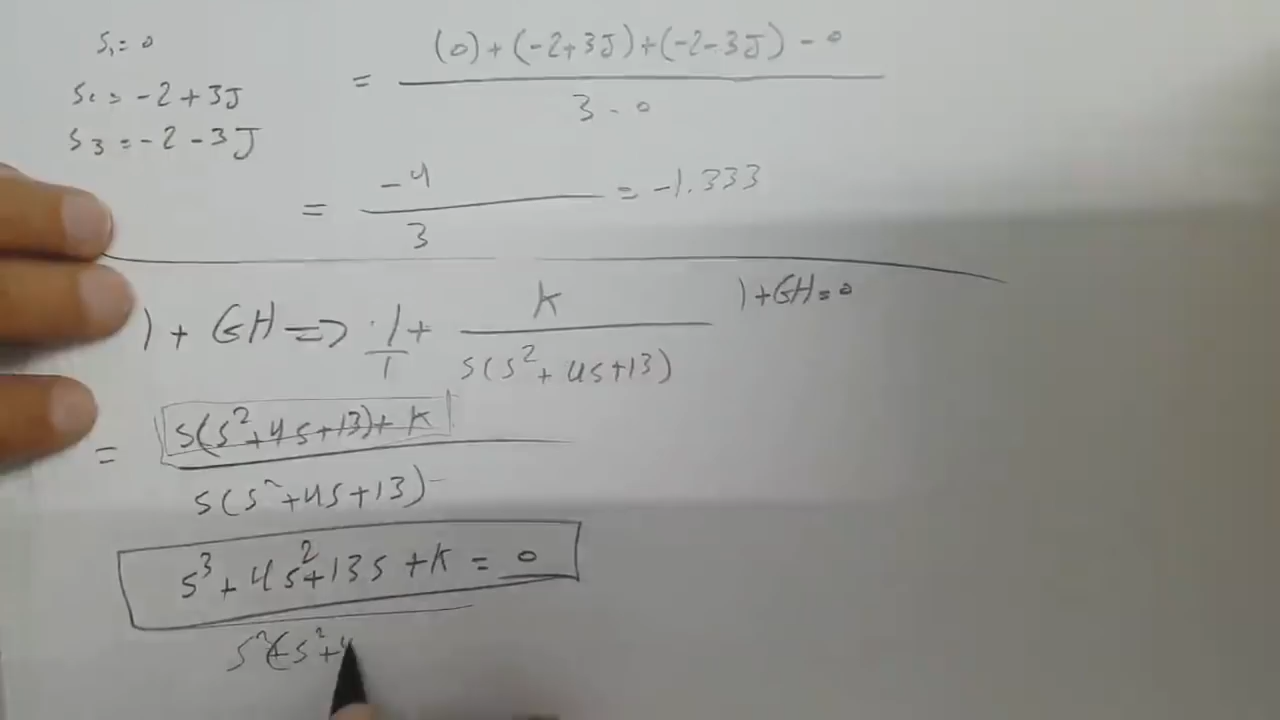 S₁ = 0
S₂ = -2+3J
S3 = -2-3J
= (0)+(-2+3J)+(-2-3J) - 0
3 - 0
= -4/3 = -1.333
1 + GH => 1/1 + K / S(S²+4S+13)
1+GH=0
= S(S²+4S+13)+K
S(S²+4S+13)
S³+4S²+13S+K = 0